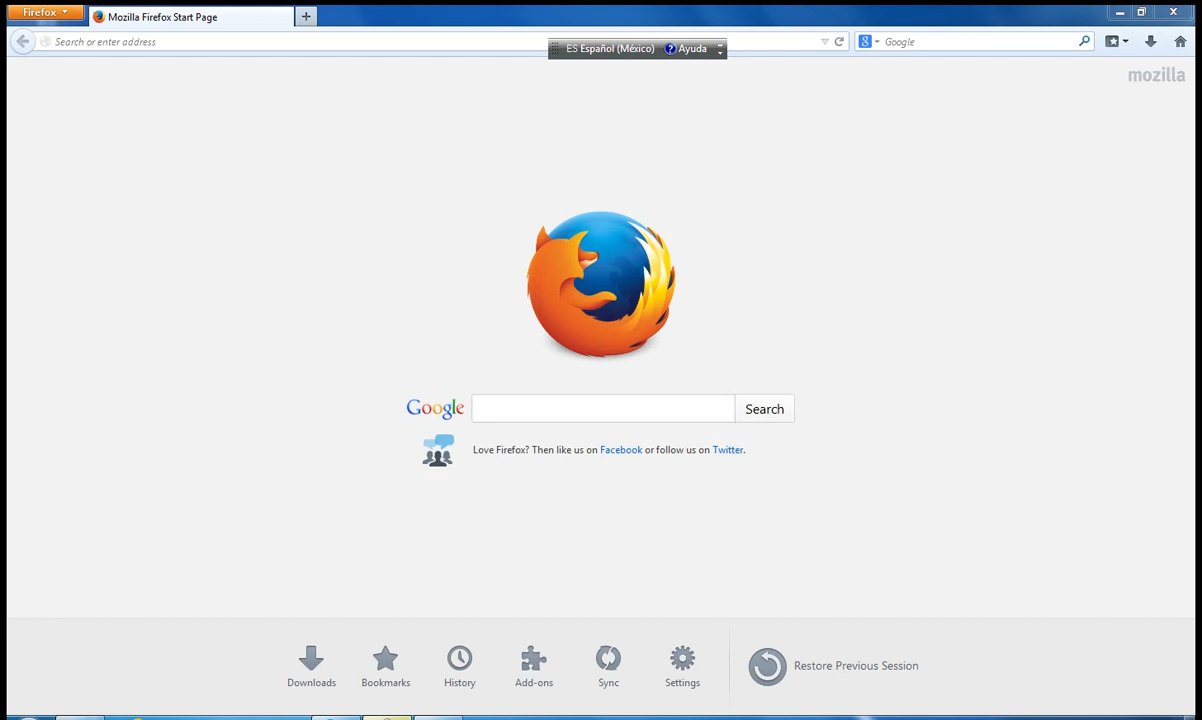 Firefox
Mozilla Firefox Start Page
Search or enter address
ES Español (México) Ayuda
Google
mozilla
Google
Search
Love Firefox? Then like us on Facebook or follow us on Twitter.
Downloads
Bookmarks
History
Add-ons
Sync
Settings
Restore Previous Session